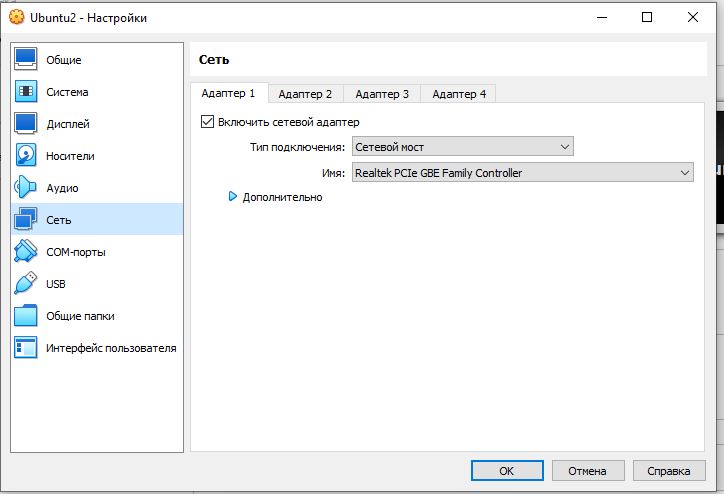 Ubuntu2 - Настройки
Общие
Система
Дисплей
Носители
Аудио
Сеть
COM-порты
USB
Общие папки
Интерфейс пользователя
Сеть
Адаптер 1
Адаптер 2
Адаптер 3
Адаптер 4
Включить сетевой адаптер
Тип подключения: Сетевой мост
Имя: Realtek PCIe GBE Family Controller
Дополнительно
OK
Отмена
Справка